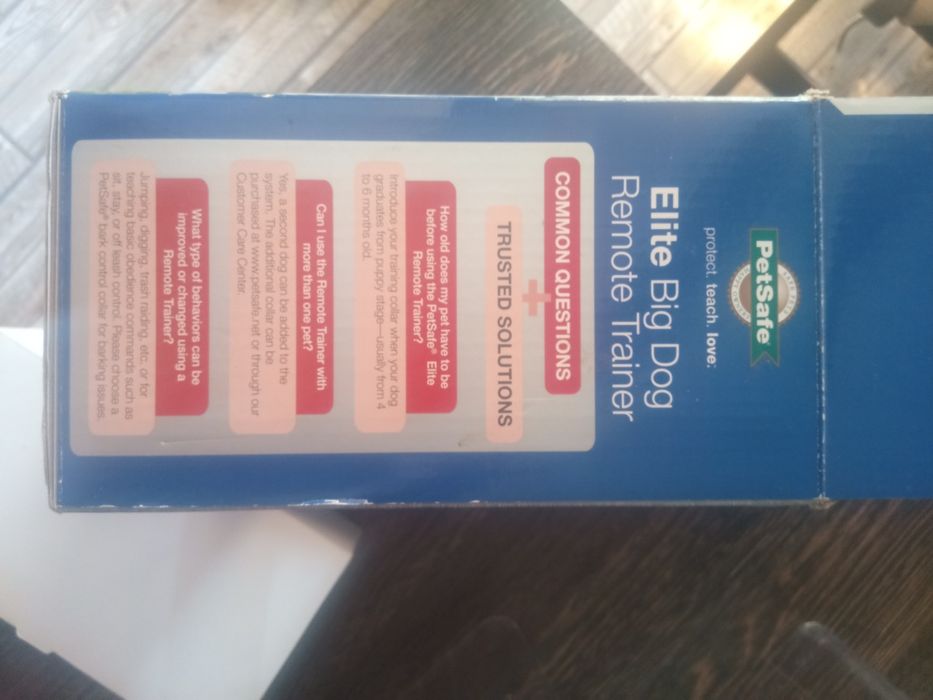 PetSafe®
protect. teach. love.
Elite Big Dog
Remote Trainer
COMMON QUESTIONS
+
TRUSTED SOLUTIONS
How old does my pet have to be
before using the PetSafe® Elite
Remote Trainer?
Introduce your training collar when your dog
graduates from puppy stage—usually from 4
to 6 months old.
Can I use the Remote Trainer with
more than one pet?
Yes, a second dog can be added to the
system. The additional collar can be
purchased at www.petsafe.net or through our
Customer Care Center.
What type of behaviors can be
improved or changed using a
Remote Trainer?
Jumping, digging, trash raiding, etc. or for
teaching basic obedience commands such as
sit, stay, or off leash control. Please choose a
PetSafe® bark control collar for barking issues.